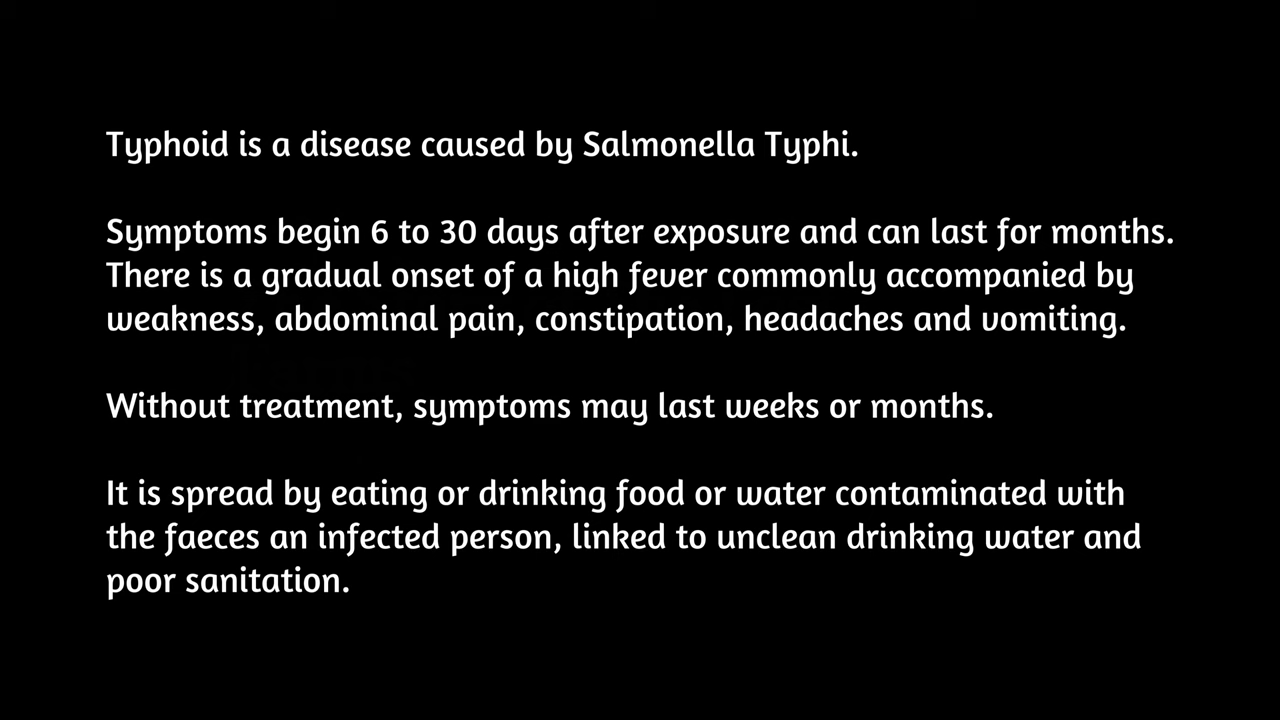 Typhoid is a disease caused by Salmonella Typhi.
Symptoms begin 6 to 30 days after exposure and can last for months.
There is a gradual onset of a high fever commonly accompanied by
weakness, abdominal pain, constipation, headaches and vomiting.
Without treatment, symptoms may last weeks or months.
It is spread by eating or drinking food or water contaminated with
the faeces an infected person, linked to unclean drinking water and
poor sanitation.